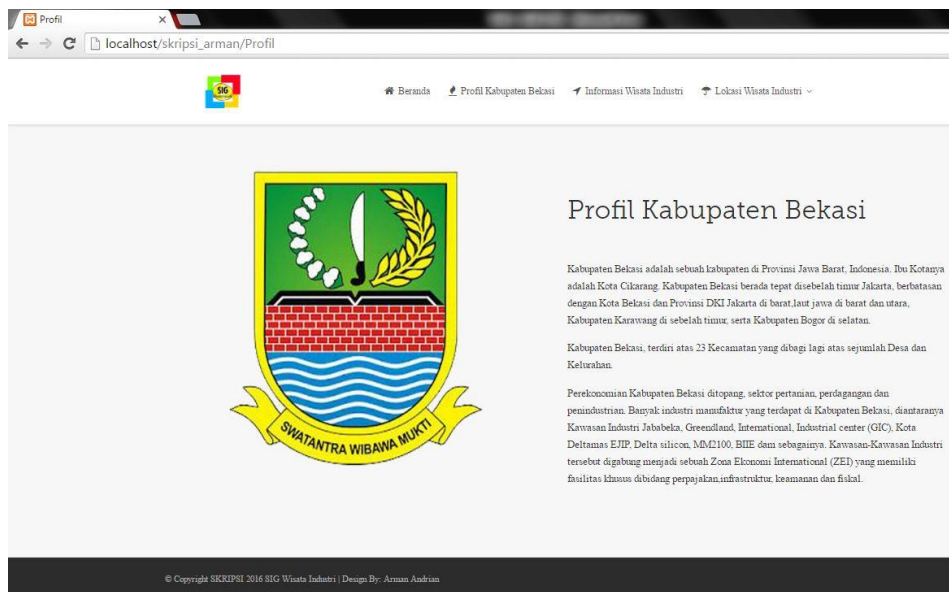 Profil
localhost/skripsi_arman/Profil
SIG
Beranda
Profil Kabupaten Bekasi
Informasi Wisata Industri
Lokasi Wisata Industri
SWATANTRA WIBAWA MUKTI
Profil Kabupaten Bekasi
Kabupaten Bekasi adalah sebuah kabupaten di Provinsi Jawa Barat, Indonesia. Ibu Kotanya
adalah Kota Cikarang. Kabupaten Bekasi berada tepat disebelah timur Jakarta, berbatasan
dengan Kota Bekasi dan Provinsi DKI Jakarta di barat,laut jawa di barat dan utara,
Kabupaten Karawang di sebelah timur, serta Kabupaten Bogor di selatan.
Kabupaten Bekasi, terdiri atas 23 Kecamatan yang dibagi lagi atas sejumlah Desa dan
Kelurahan.
Perekonomian Kabupaten Bekasi ditopang, sektor pertanian, perdagangan dan
penindustrian. Banyak industri manufaktur yang terdapat di Kabupaten Bekasi, diantaranya
Kawasan Industri Jababeka, Greendland, International, Industrial center (GIC), Kota
Deltamas EJIP, Delta silicon, MM2100, BIIE dam sebagainya. Kawasan-Kawasan Industri
tersebut digabung menjadi sebuah Zona Ekonomi International (ZEI) yang memiliki
fasilitas khusus dibidang perpajakan,infrastruktur, keamanan dan fiskal.
© Copyright SKRIPSI 2016 SIG Wisata Industri | Design By: Arman Andrian